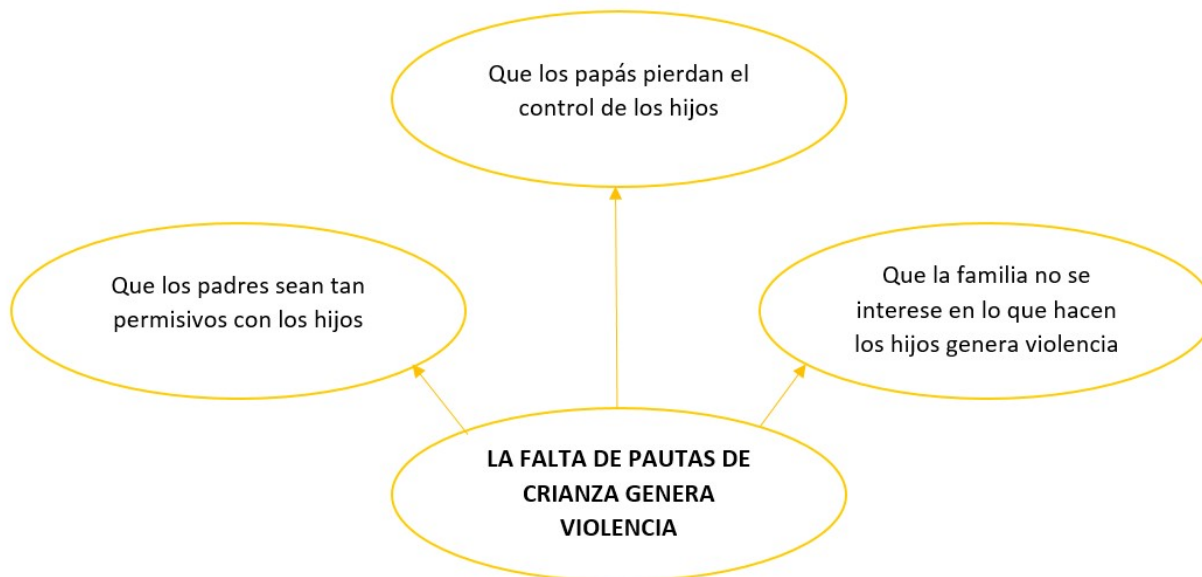 Que los papás pierdan el
control de los hijos
Que los padres sean tan
permisivos con los hijos
Que la familia no se
interese en lo que hacen
los hijos genera violencia
LA FALTA DE PAUTAS DE
CRIANZA GENERA
VIOLENCIA